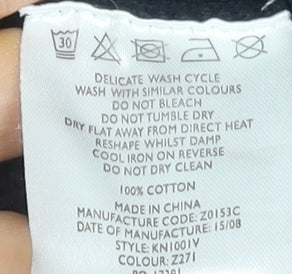 30
DELICATE WASH CYCLE
WASH WITH SIMILAR COLOURS
DO NOT BLEACH
DO NOT TUMBLE DRY
DRY FLAT AWAY FROM DIRECT HEAT
RESHAPE WHILST DAMP
COOL IRON ON REVERSE
DO NOT DRY CLEAN
100% COTTON
MADE IN CHINA
MANUFACTURE CODE: Z0153C
DATE OF MANUFACTURE: 15/08
STYLE: KN1001V
COLOUR: Z271